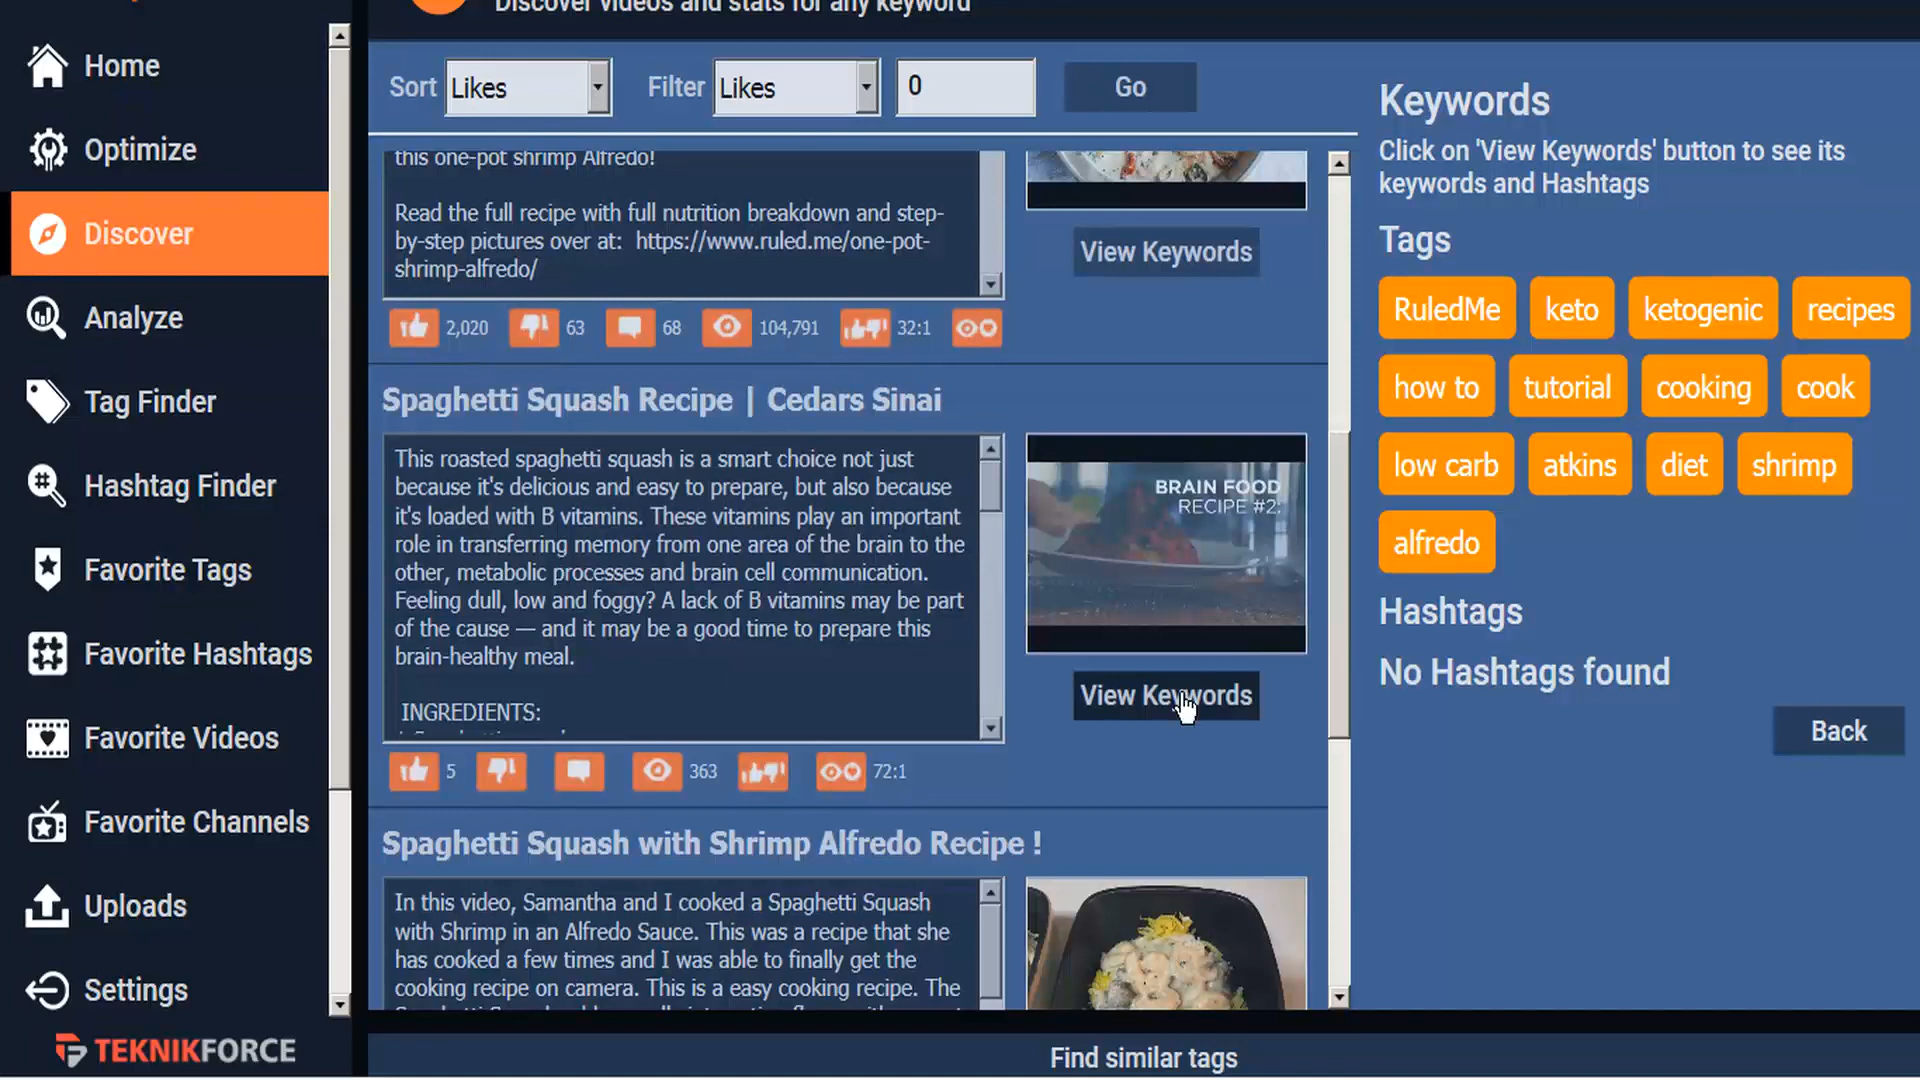 Discover videos and stats for any keyword
Home
Optimize
Discover
Analyze
Tag Finder
Hashtag Finder
Favorite Tags
Favorite Hashtags
Favorite Videos
Favorite Channels
Uploads
Settings
TEKNIKFORCE
Sort Likes Filter Likes 0 Go
this one-pot shrimp Alfredo!
Read the full recipe with full nutrition breakdown and step-
by-step pictures over at: https://www.ruled.me/one-pot-
shrimp-alfredo/
View Keywords
2,020 63 68 104,791 32:1
Spaghetti Squash Recipe | Cedars Sinai
This roasted spaghetti squash is a smart choice not just
because it's delicious and easy to prepare, but also because
it's loaded with B vitamins. These vitamins play an important
role in transferring memory from one area of the brain to the
other, metabolic processes and brain cell communication.
Feeling dull, low and foggy? A lack of B vitamins may be part
of the cause — and it may be a good time to prepare this
brain-healthy meal.
INGREDIENTS:
BRAIN FOOD
RECIPE #2:
View Keywords
5 363 72:1
Spaghetti Squash with Shrimp Alfredo Recipe !
In this video, Samantha and I cooked a Spaghetti Squash
with Shrimp in an Alfredo Sauce. This was a recipe that she
has cooked a few times and I was able to finally get the
cooking recipe on camera. This is a easy cooking recipe. The
Keywords
Click on 'View Keywords' button to see its
keywords and Hashtags
Tags
RuledMe keto ketogenic recipes
how to tutorial cooking cook
low carb atkins diet shrimp
alfredo
Hashtags
No Hashtags found
Back
Find similar tags